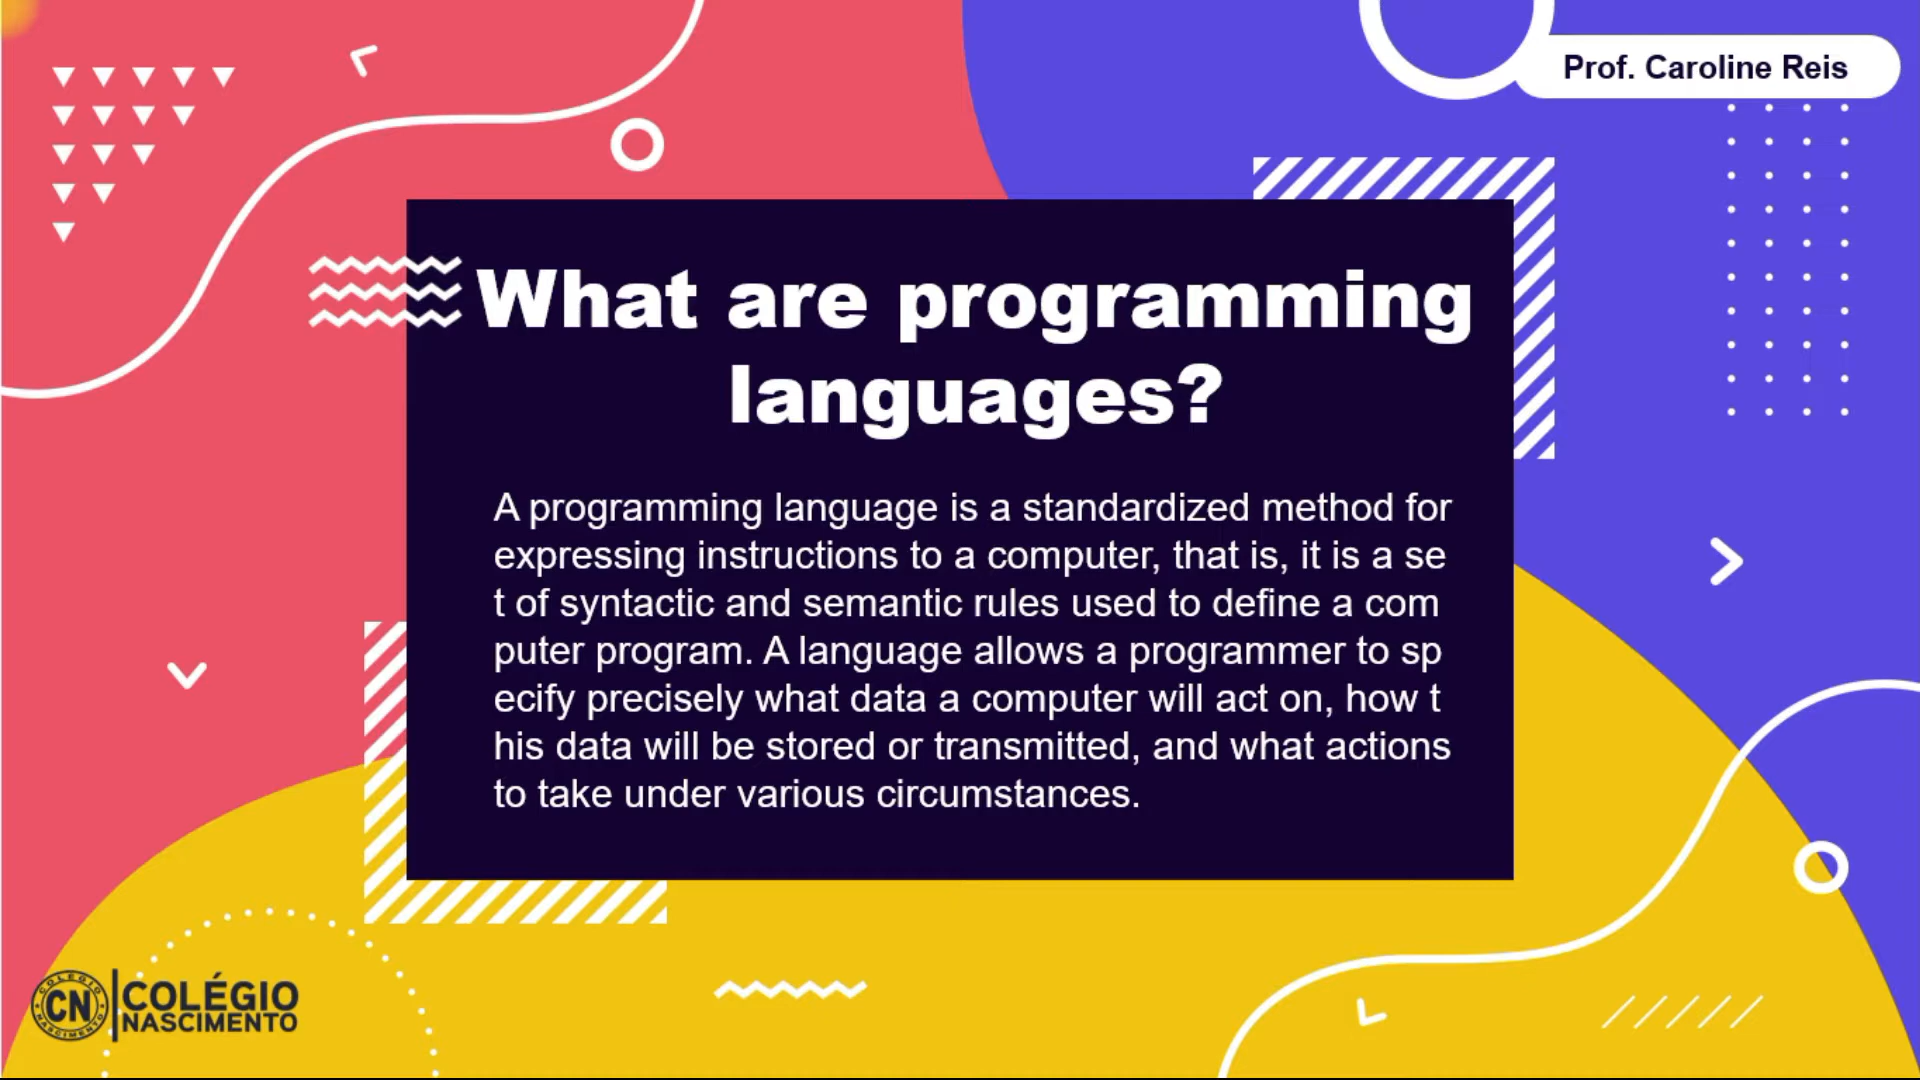 Prof. Caroline Reis
What are programming
languages?
A programming language is a standardized method for
expressing instructions to a computer, that is, it is a se
t of syntactic and semantic rules used to define a com
puter program. A language allows a programmer to sp
ecify precisely what data a computer will act on, how t
his data will be stored or transmitted, and what actions
to take under various circumstances.
COLÉGIO
CN
NASCIMENTO
COLÉGIO
NASCIMENTO